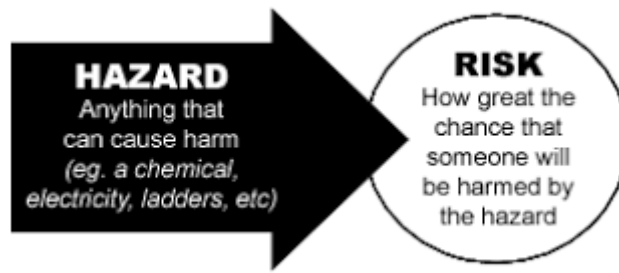 HAZARD
Anything that
can cause harm
(eg. a chemical,
electricity, ladders, etc)
RISK
How great the
chance that
someone will
be harmed by
the hazard